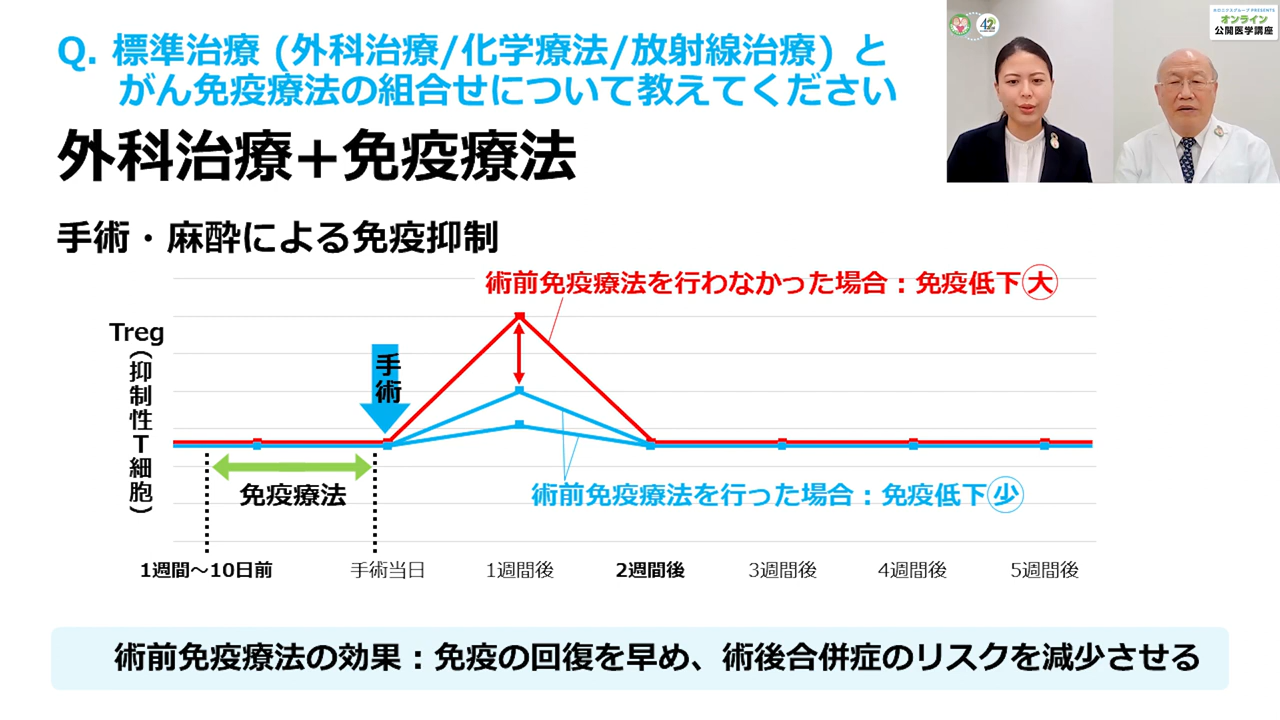 Q. 標準治療 (外科治療/化学療法/放射線治療) と
がん免疫療法の組合せについて教えてください
オンライン
公開医学講座
42
外科治療+免疫療法
手術・麻酔による免疫抑制
術前免疫療法を行わなかった場合：免疫低下大
Treg
(抑制性T細胞)
手術
免疫療法
術前免疫療法を行った場合：免疫低下少
1週間～10日前 手術当日 1週間後 2週間後 3週間後 4週間後 5週間後
術前免疫療法の効果：免疫の回復を早め、術後合併症のリスクを減少させる